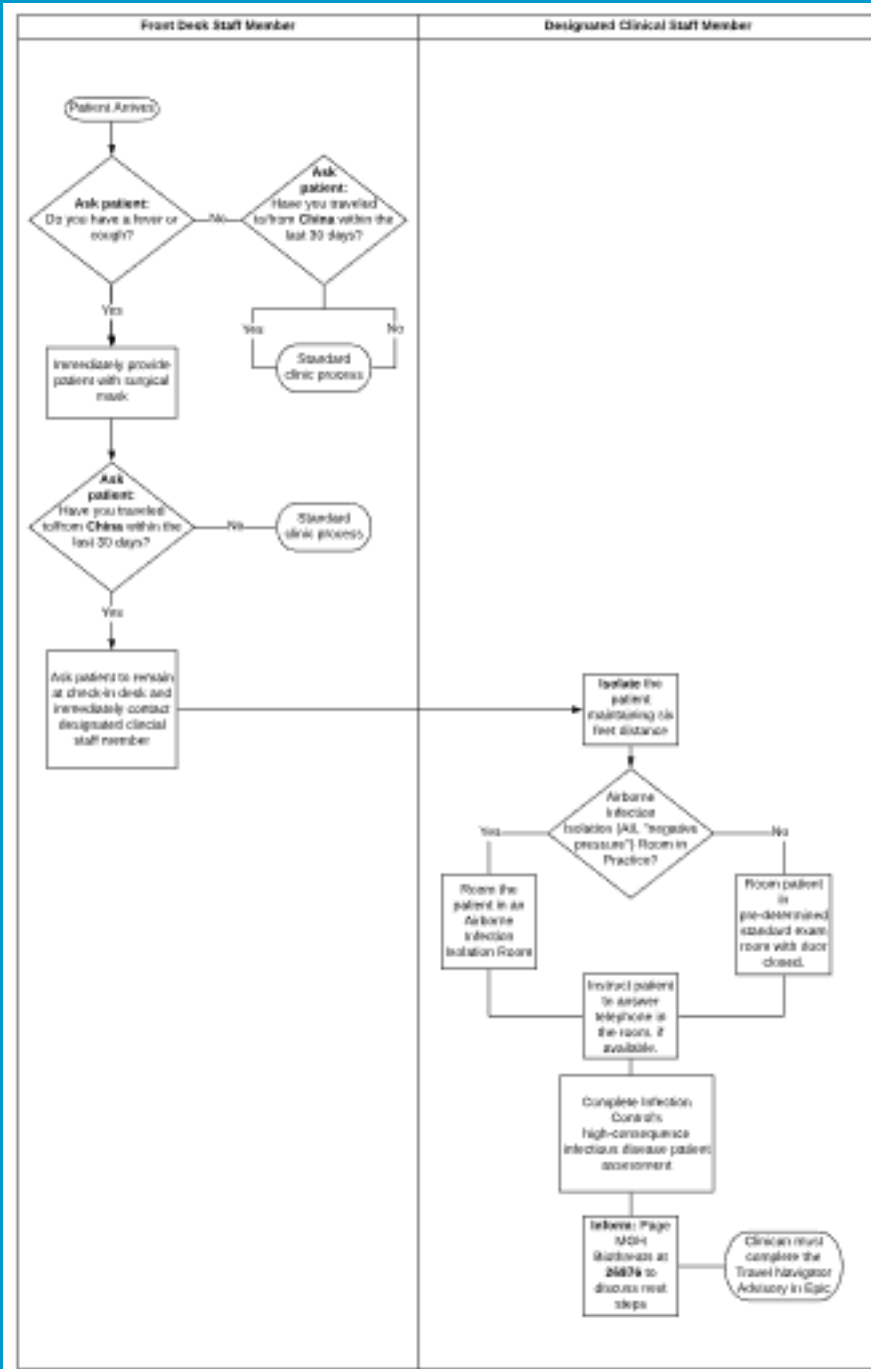 Front Desk Staff Member
Designated Clinical Staff Member
Patient Arrives
Ask patient:
Do you have a fever or
cough?
No
Ask
patient:
Have you traveled
to/from China within the
last 30 days?
Yes
Yes
No
Standard
clinic process
Immediately provide
patient with surgical
mask
Ask
patient:
Have you traveled
to/from China within the
last 30 days?
No
Standard
clinic process
Yes
Ask patient to remain
at check-in desk and
immediately contact
designated clincial
staff member
Isolate the
patient
maintaining six
feet distance
Airborne
Infection
Isolation (AII, "negative
pressure") Room in
Practice?
Yes
No
Room the
patient in an
Airborne
Infection
Isolation Room
Room patient
in
pre-determined
standard exam
room with door
closed.
Instruct patient
to answer
telephone in
the room, if
available.
Complete Infection
Control's
high-consequence
infectious disease patient
assessment
Inform: Page
MGH
Biothreats at
26876 to
discuss next
steps
Clinican must
complete the
Travel Navigator
Advisory in Epic